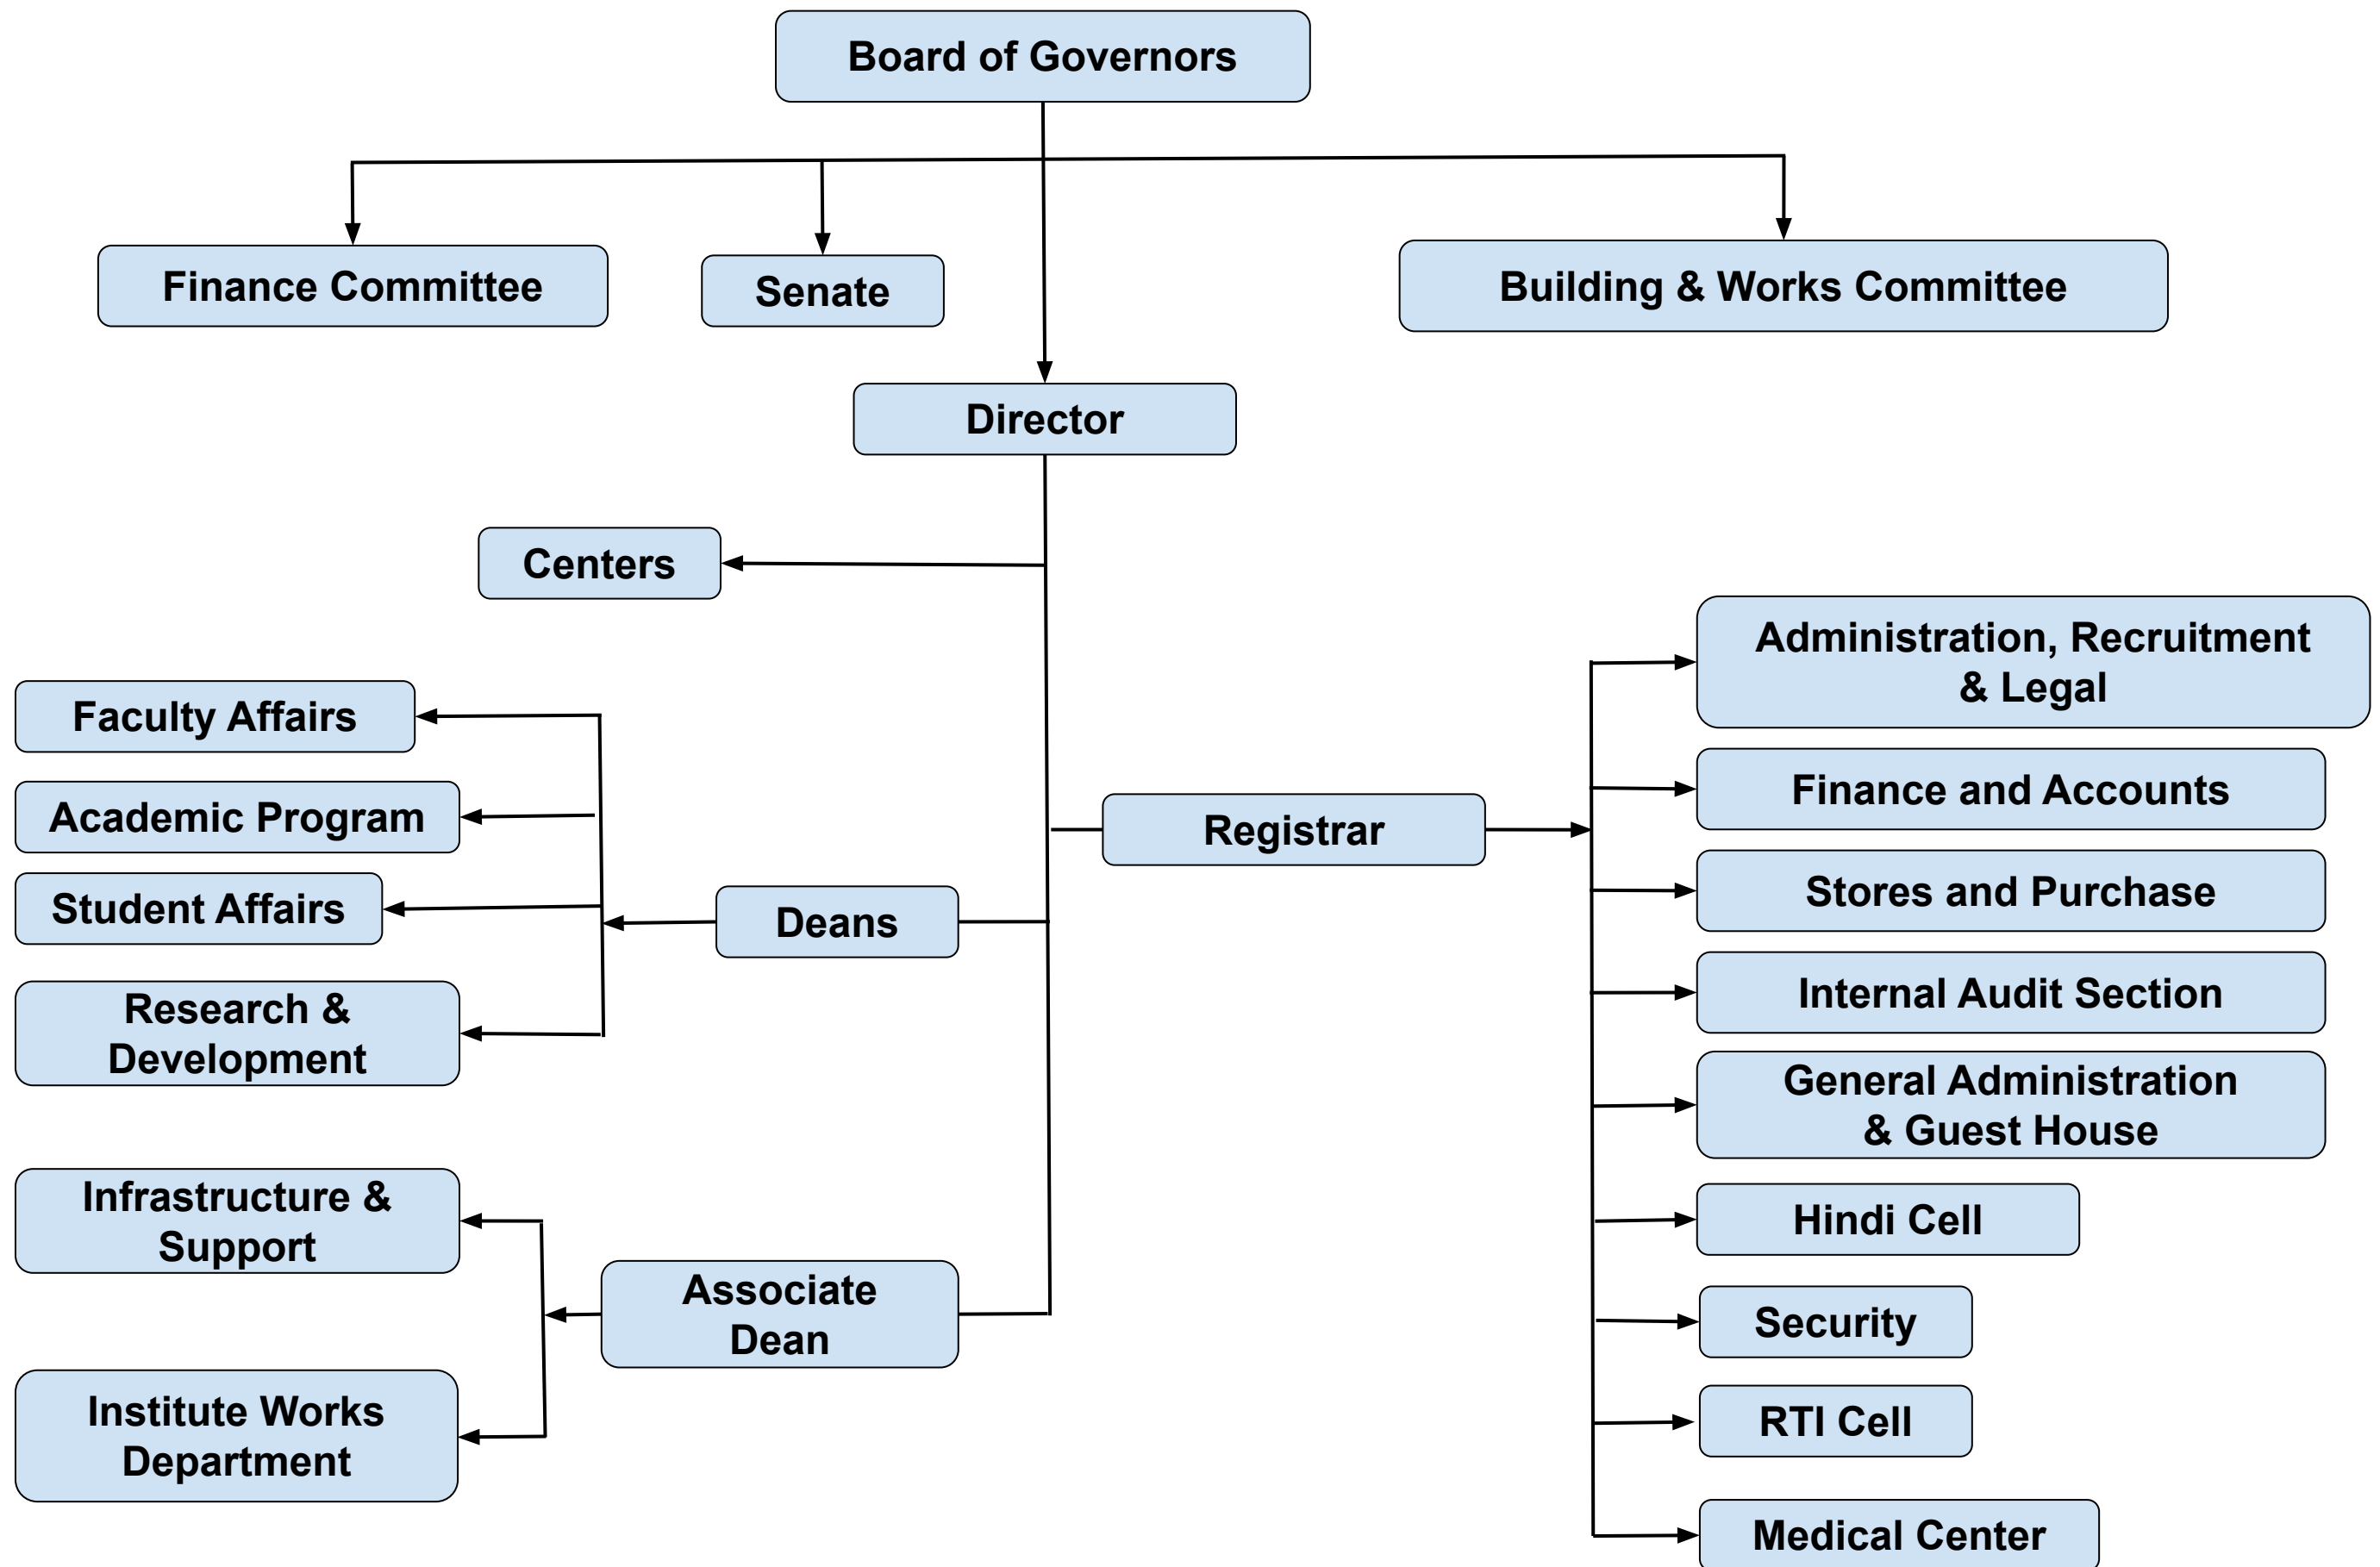 Board of Governors
Finance Committee
Senate
Building & Works Committee
Director
Centers
Administration, Recruitment
& Legal
Faculty Affairs
Finance and Accounts
Academic Program
Registrar
Stores and Purchase
Student Affairs
Deans
Internal Audit Section
Research &
Development
General Administration
& Guest House
Infrastructure &
Support
Hindi Cell
Associate
Dean
Security
Institute Works
Department
RTI Cell
Medical Center